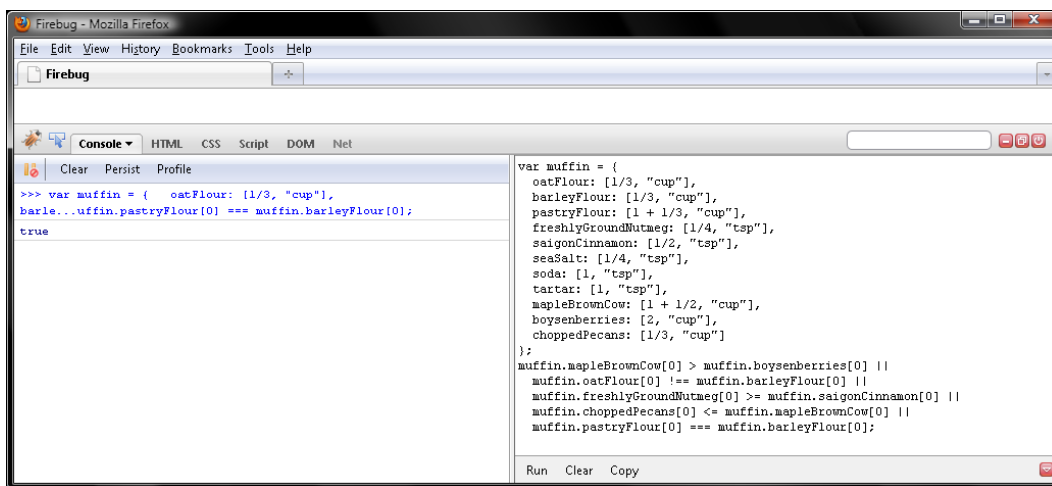 Firebug - Mozilla Firefox
File Edit View History Bookmarks Tools Help
Firebug
Console HTML CSS Script DOM Net
Clear Persist Profile
>>> var muffin = {   oatFlour: [1/3, "cup"],
barle...uffin.pastryFlour[0] === muffin.barleyFlour[0];
true
var muffin = {
  oatFlour: [1/3, "cup"],
  barleyFlour: [1/3, "cup"],
  pastryFlour: [1 + 1/3, "cup"],
  freshlyGroundNutmeg: [1/4, "tsp"],
  saigonCinnamon: [1/2, "tsp"],
  seaSalt: [1/4, "tsp"],
  soda: [1, "tsp"],
  tartar: [1, "tsp"],
  mapleBrownCow: [1 + 1/2, "cup"],
  boysenberries: [2, "cup"],
  choppedPecans: [1/3, "cup"]
};
muffin.mapleBrownCow[0] > muffin.boysenberries[0] ||
  muffin.oatFlour[0] !== muffin.barleyFlour[0] ||
  muffin.freshlyGroundNutmeg[0] >= muffin.saigonCinnamon[0] ||
  muffin.choppedPecans[0] <= muffin.mapleBrownCow[0] ||
  muffin.pastryFlour[0] === muffin.barleyFlour[0];
Run Clear Copy